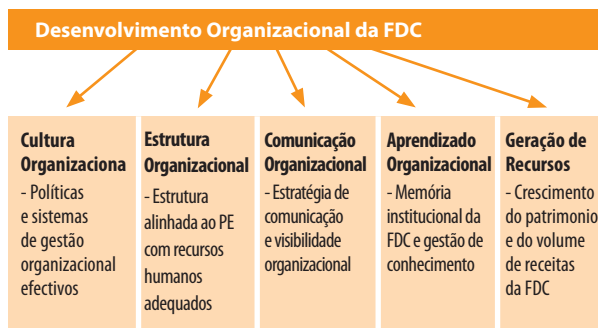 Desenvolvimento Organizacional da FDC
Cultura
Organizaciona
- Políticas
e sistemas
de gestão
organizacional
efectivos
Estrutura
Organizacional
- Estrutura
alinhada ao PE
com recursos
humanos
adequados
Comunicação
Organizacional
- Estratégia de
comunicação
e visibilidade
organizacional
Aprendizado
Organizacional
- Memória
institucional da
FDC e gestão de
conhecimento
Geração de
Recursos
- Crescimento
do patrimonio
e do volume
de receitas
da FDC